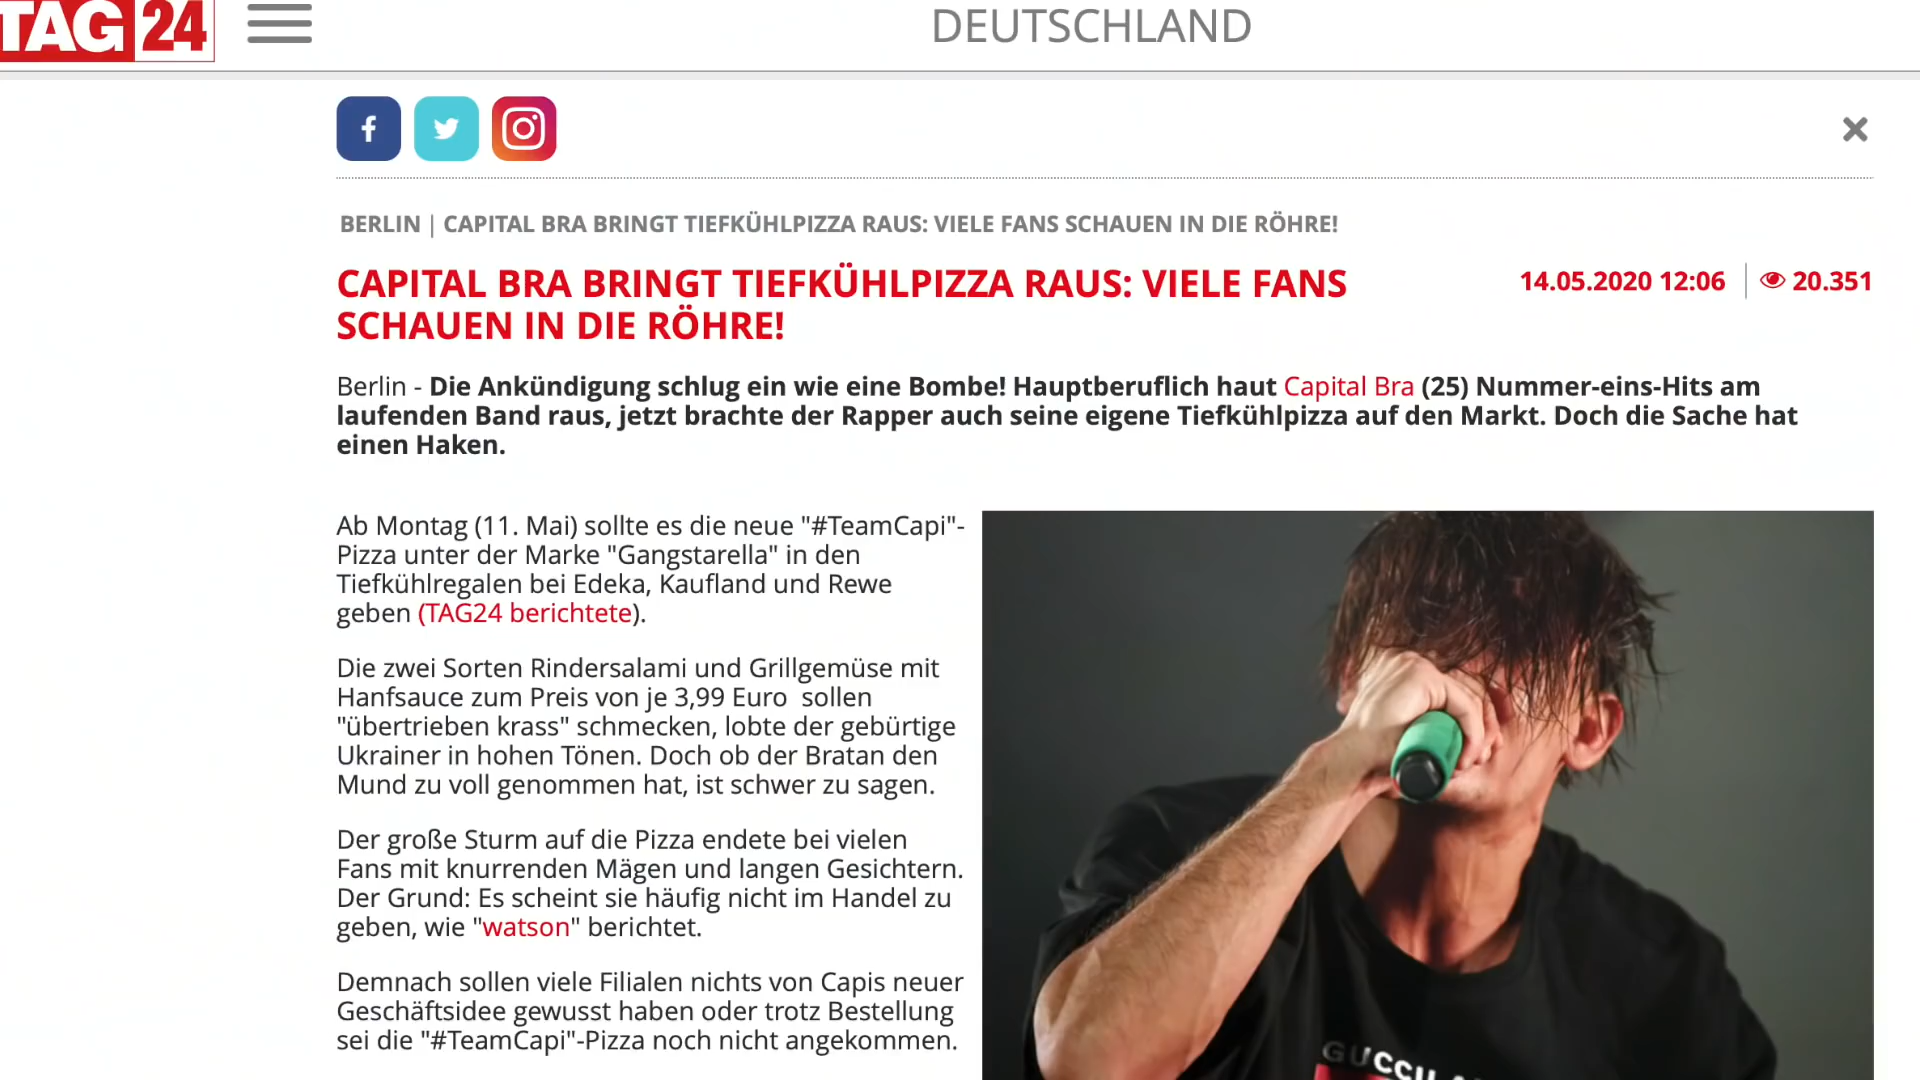 TAG24
DEUTSCHLAND
BERLIN | CAPITAL BRA BRINGT TIEFKÜHLPIZZA RAUS: VIELE FANS SCHAUEN IN DIE RÖHRE!
CAPITAL BRA BRINGT TIEFKÜHLPIZZA RAUS: VIELE FANS
SCHAUEN IN DIE RÖHRE!
14.05.2020 12:06 | 20.351
Berlin - Die Ankündigung schlug ein wie eine Bombe! Hauptberuflich haut Capital Bra (25) Nummer-eins-Hits am
laufenden Band raus, jetzt brachte der Rapper auch seine eigene Tiefkühlpizza auf den Markt. Doch die Sache hat
einen Haken.
Ab Montag (11. Mai) sollte es die neue "#TeamCapi"-
Pizza unter der Marke "Gangstarella" in den
Tiefkühlregalen bei Edeka, Kaufland und Rewe
geben (TAG24 berichtete).
Die zwei Sorten Rindersalami und Grillgemüse mit
Hanfsauce zum Preis von je 3,99 Euro sollen
"übertrieben krass" schmecken, lobte der gebürtige
Ukrainer in hohen Tönen. Doch ob der Bratan den
Mund zu voll genommen hat, ist schwer zu sagen.
Der große Sturm auf die Pizza endete bei vielen
Fans mit knurrenden Mägen und langen Gesichtern.
Der Grund: Es scheint sie häufig nicht im Handel zu
geben, wie "watson" berichtet.
Demnach sollen viele Filialen nichts von Capis neuer
Geschäftsidee gewusst haben oder trotz Bestellung
sei die "#TeamCapi"-Pizza noch nicht angekommen.